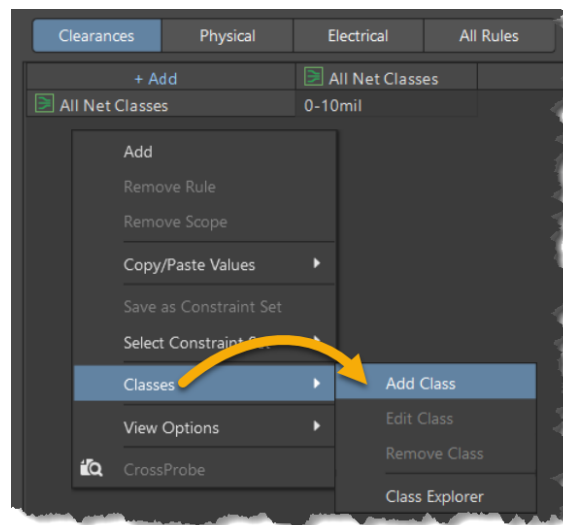 Clearances Physical Electrical All Rules
+ Add All Net Classes
All Net Classes 0-10mil
Add
Remove Rule
Remove Scope
Copy/Paste Values
Save as Constraint Set
Select Constraint Set
Classes Add Class
Edit Class
View Options
Remove Class
CrossProbe
Class Explorer